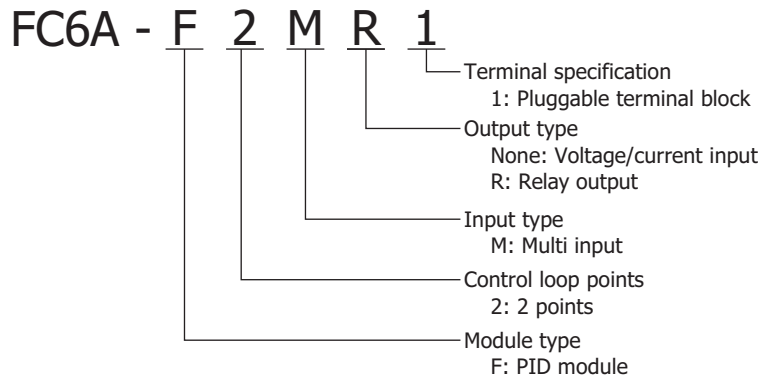 FC6A - F 2 M R 1
Terminal specification
1: Pluggable terminal block
Output type
None: Voltage/current input
R: Relay output
Input type
M: Multi input
Control loop points
2: 2 points
Module type
F: PID module